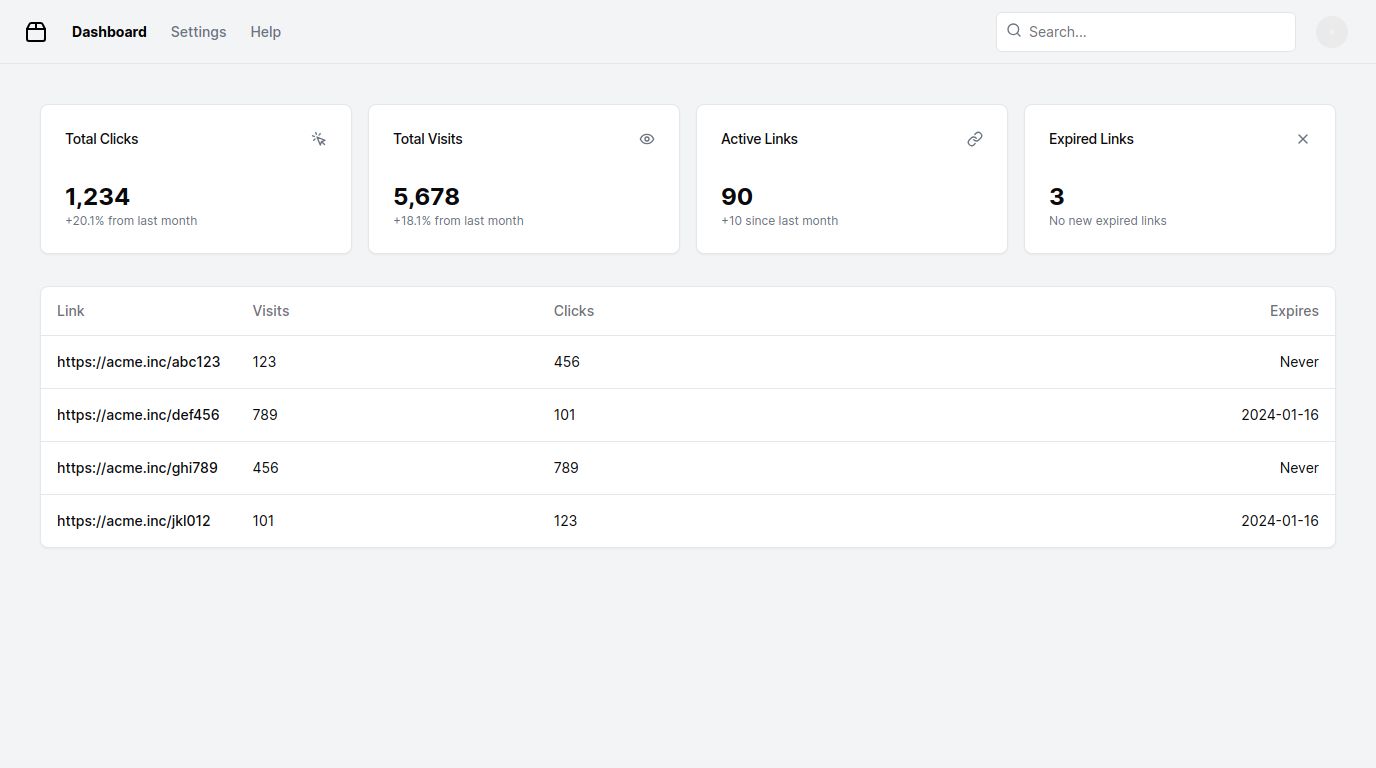 Dashboard Settings Help Search...
Total Clicks Total Visits Active Links Expired Links
1,234 5,678 90 3
+20.1% from last month +18.1% from last month +10 since last month No new expired links
Link Visits Clicks Expires
https://acme.inc/abc123 123 456 Never
https://acme.inc/def456 789 101 2024-01-16
https://acme.inc/ghi789 456 789 Never
https://acme.inc/jkl012 101 123 2024-01-16